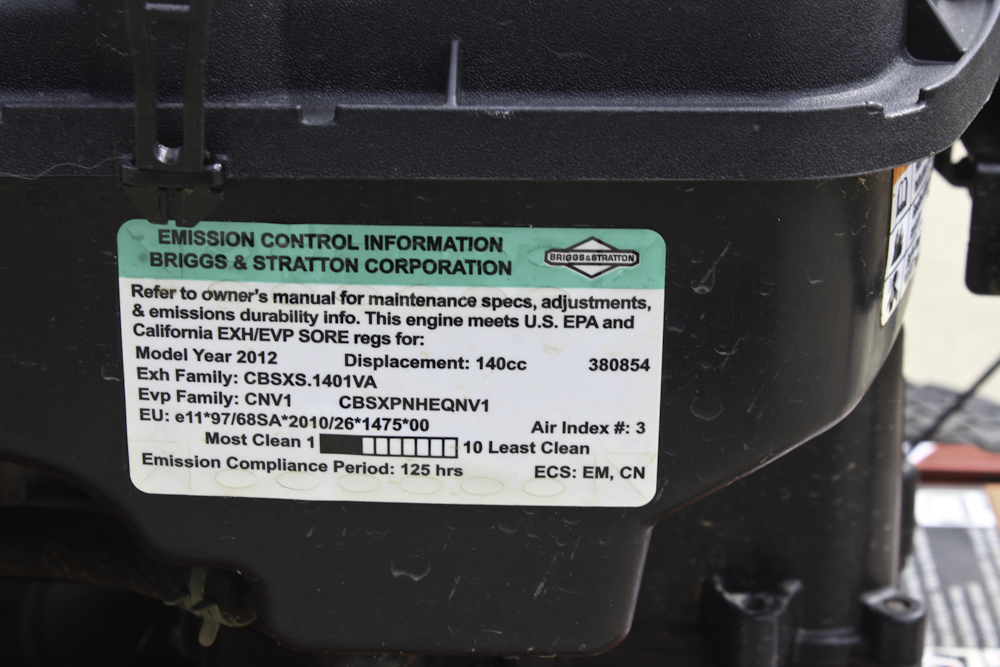 EMISSION CONTROL INFORMATION
BRIGGS & STRATTON CORPORATION
BRIGGS & STRATTON
Refer to owner's manual for maintenance specs, adjustments,
& emissions durability info. This engine meets U.S. EPA and
California EXH/EVP SORE regs for:
Model Year 2012 Displacement: 140cc 380854
Exh Family: CBSXS.1401VA
Evp Family: CNV1 CBSXPNHEQNV1
EU: e11*97/68SA*2010/26*1475*00 Air Index #: 3
Most Clean 1 10 Least Clean
Emission Compliance Period: 125 hrs ECS: EM, CN